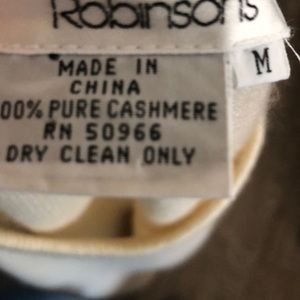 Robinsons
M
MADE IN
CHINA
00% PURE CASHMERE
RN 50966
DRY CLEAN ONLY